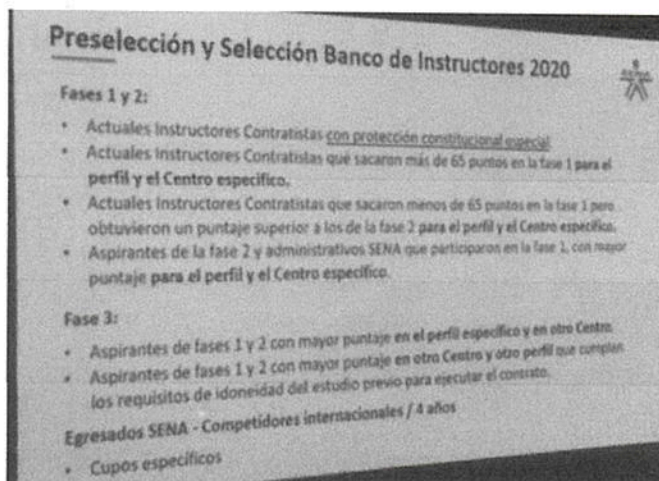 Preselección y Selección Banco de Instructores 2020
SENA
Fases 1 y 2:
• Actuales Instructores Contratistas con protección constitucional especial
• Actuales Instructores Contratistas que sacaron más de 65 puntos en la fase 1 para el
perfil y el Centro específico.
• Actuales Instructores Contratistas que sacaron menos de 65 puntos en la fase 1 pero
obtuvieron un puntaje superior a los de la fase 2 para el perfil y el Centro específico.
• Aspirantes de la fase 2 y administrativos SENA que participaron en la fase 1, con mayor
puntaje para el perfil y el Centro específico.
Fase 3:
• Aspirantes de fases 1 y 2 con mayor puntaje en el perfil específico y en otro Centro
• Aspirantes de fases 1 y 2 con mayor puntaje en otro Centro y otro perfil que cumplan
los requisitos de idoneidad del estudio previo para ejecutar el contrato.
Egresados SENA - Competidores internacionales / 4 años
• Cupos específicos